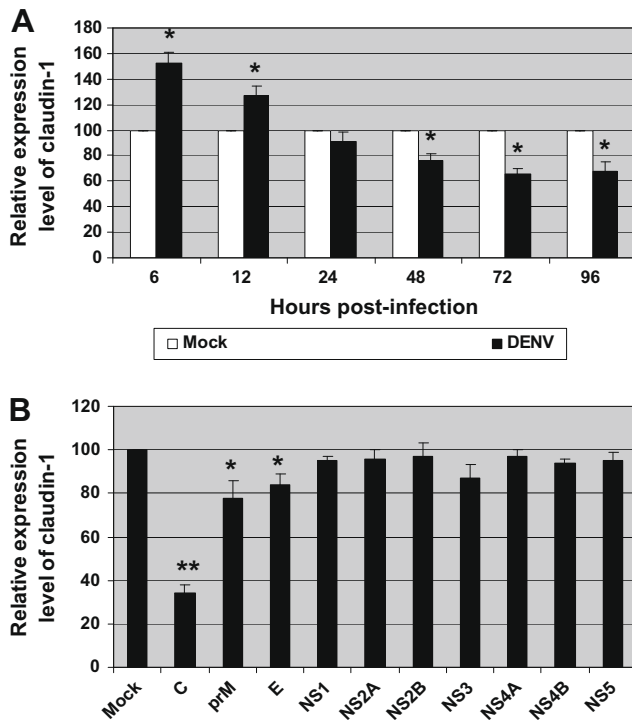 A
Relative expression
level of claudin-1
180
160
140
120
100
80
60
40
20
0
*
*
*
*
*
6 12 24 48 72 96
Hours post-infection
Mock DENV
B
Relative expression
level of claudin-1
120
100
80
60
40
20
0
**
*
*
Mock C prM E NS1 NS2A NS2B NS3 NS4A NS4B NS5